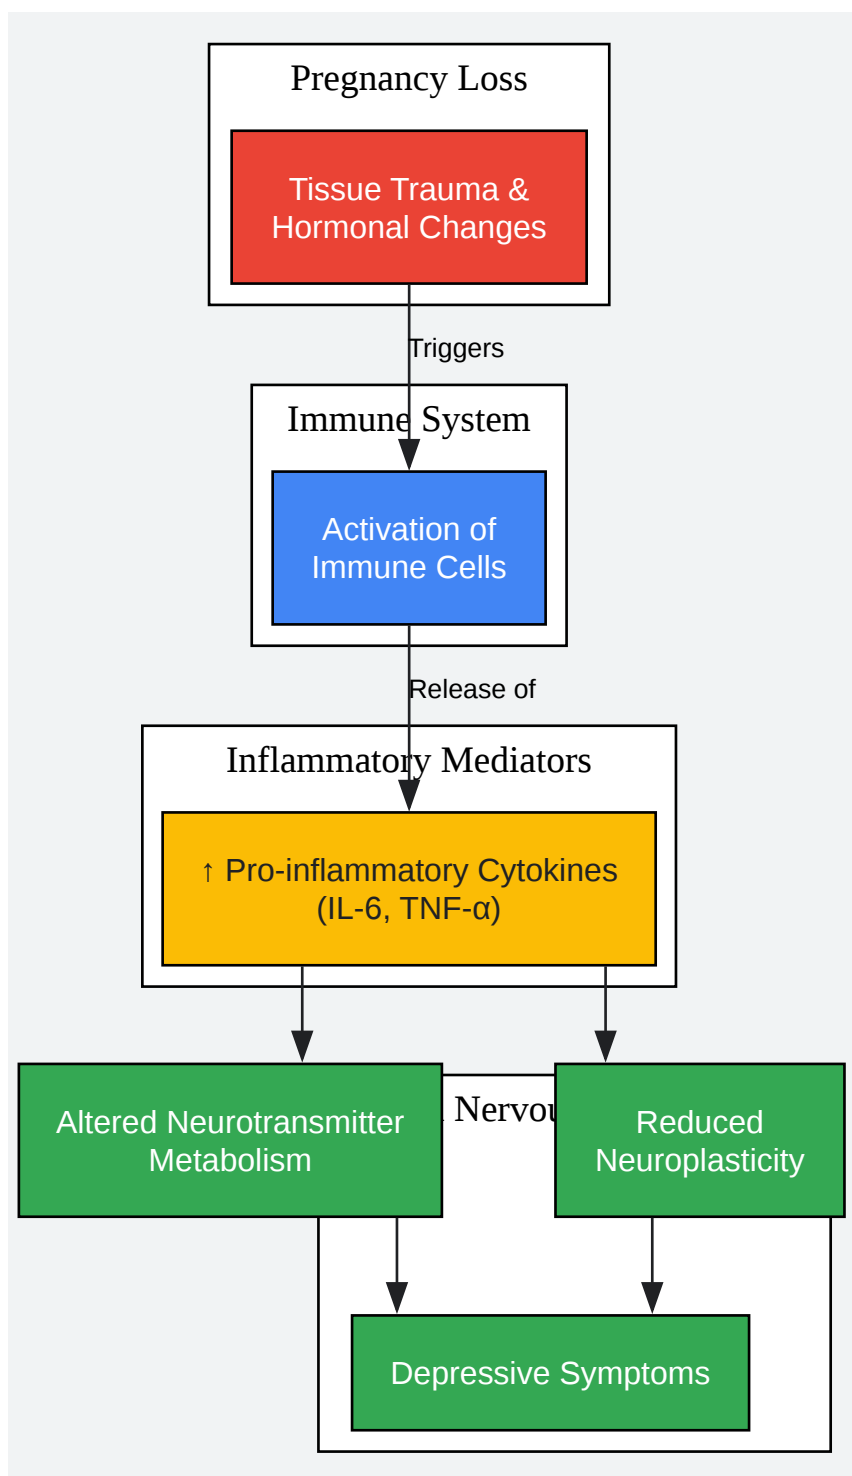 Pregnancy Loss
Tissue Trauma &
Hormonal Changes
Triggers
Immune System
Activation of
Immune Cells
Release of
Inflammatory Mediators
↑ Pro-inflammatory Cytokines
(IL-6, TNF-α)
Altered Neurotransmitter
Metabolism
Reduced
Neuroplasticity
Depressive Symptoms